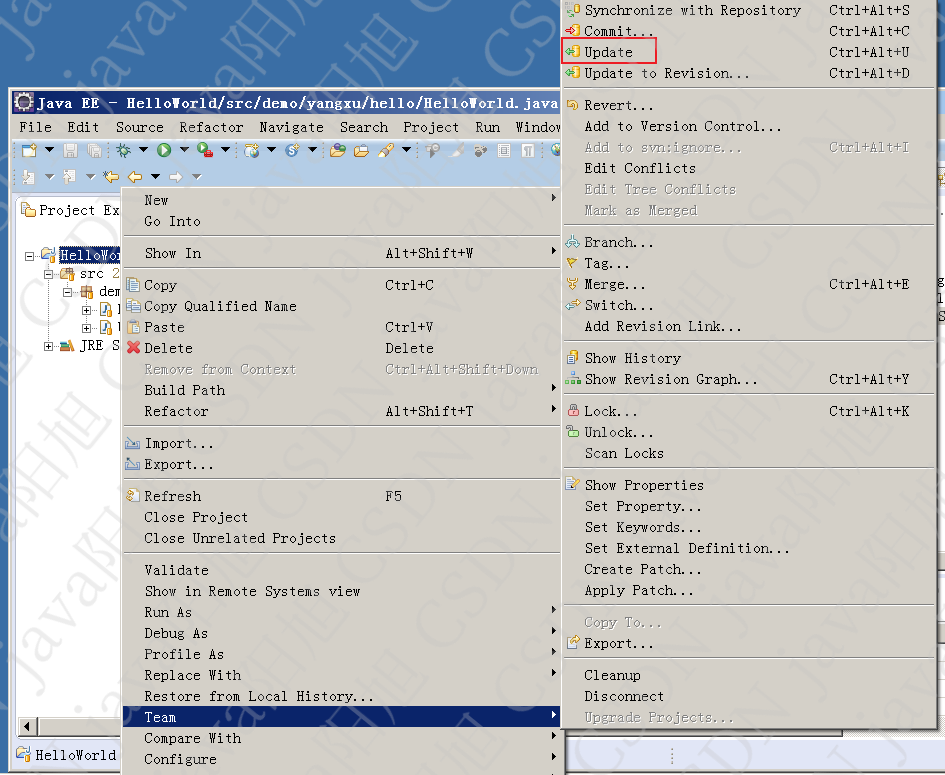 Synchronize with Repository Ctrl+Alt+S
Commit... Ctrl+Alt+C
Update Ctrl+Alt+U
Update to Revision... Ctrl+Alt+D
Revert...
Add to Version Control...
Add to svn:ignore... Ctrl+Alt+I
Edit Conflicts
Edit Tree Conflicts
Mark as Merged
Branch...
Tag...
Merge... Ctrl+Alt+E
Switch...
Add Revision Link...
Show History
Show Revision Graph... Ctrl+Alt+Y
Lock... Ctrl+Alt+K
Unlock...
Scan Locks
Show Properties
Set Property...
Set Keywords...
Set External Definition...
Create Patch...
Apply Patch...
Copy To...
Export...
Cleanup
Disconnect
Upgrade Projects...
Java EE - HelloWorld/src/demo/yangxu/hello/HelloWorld.java
File Edit Source Refactor Navigate Search Project Run Window
Project Ex
HelloWor
src 2
dem
JRE S
New
Go Into
Show In Alt+Shift+W
Copy Ctrl+C
Copy Qualified Name
Paste Ctrl+V
Delete Delete
Remove from Context Ctrl+Alt+Shift+Down
Build Path
Refactor Alt+Shift+T
Import...
Export...
Refresh F5
Close Project
Close Unrelated Projects
Validate
Show in Remote Systems view
Run As
Debug As
Profile As
Replace With
Restore from Local History...
Team
Compare With
Configure
HelloWorld
CSDN Java阳旭